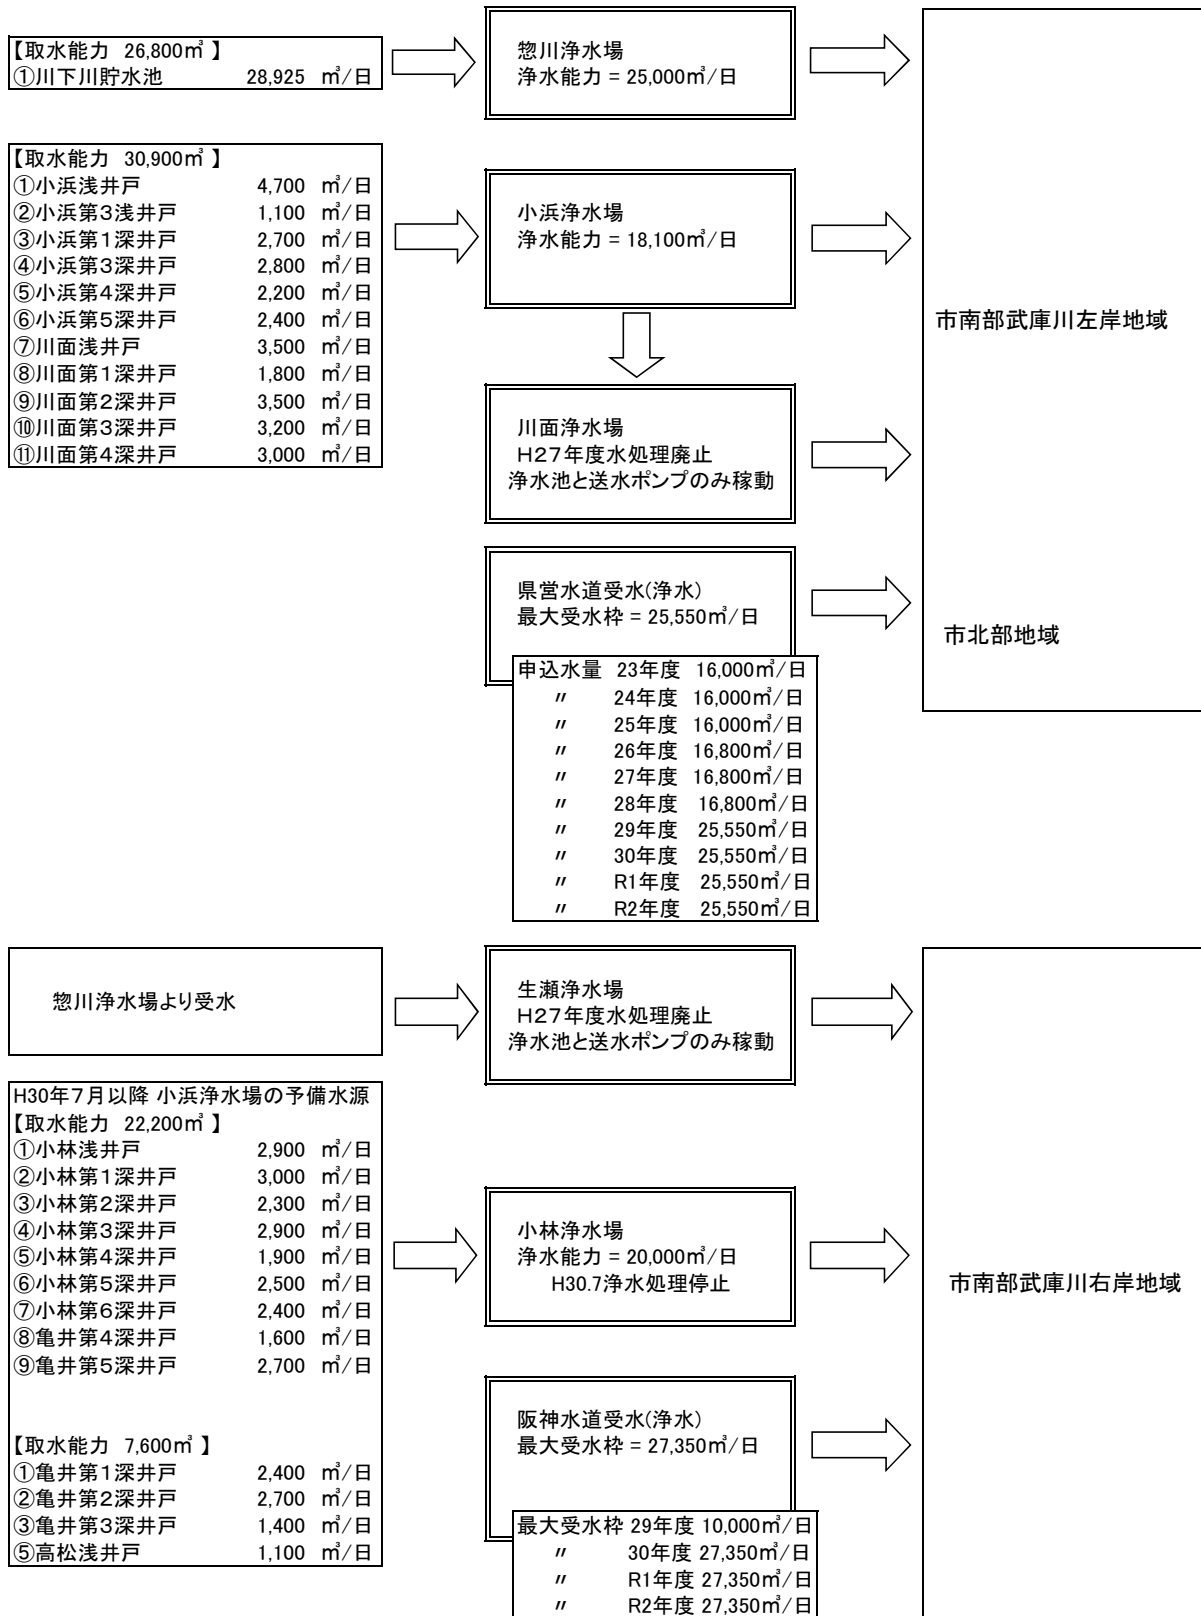 【取水能力 26,800㎥ 】
①川下川貯水池 28,925 ㎥/日
惣川浄水場
浄水能力 = 25,000㎥/日
【取水能力 30,900㎥ 】
①小浜浅井戸 4,700 ㎥/日
②小浜第3浅井戸 1,100 ㎥/日
③小浜第1深井戸 2,700 ㎥/日
④小浜第3深井戸 2,800 ㎥/日
⑤小浜第4深井戸 2,200 ㎥/日
⑥小浜第5深井戸 2,400 ㎥/日
⑦川面浅井戸 3,500 ㎥/日
⑧川面第1深井戸 1,800 ㎥/日
⑨川面第2深井戸 3,500 ㎥/日
⑩川面第3深井戸 3,200 ㎥/日
⑪川面第4深井戸 3,000 ㎥/日
小浜浄水場
浄水能力 = 18,100㎥/日
川面浄水場
H27年度水処理廃止
浄水池と送水ポンプのみ稼動
県営水道受水(浄水)
最大受水枠 = 25,550㎥/日
申込水量 23年度 16,000㎥/日
〃 24年度 16,000㎥/日
〃 25年度 16,000㎥/日
〃 26年度 16,800㎥/日
〃 27年度 16,800㎥/日
〃 28年度 16,800㎥/日
〃 29年度 25,550㎥/日
〃 30年度 25,550㎥/日
〃 R1年度 25,550㎥/日
〃 R2年度 25,550㎥/日
市南部武庫川左岸地域
市北部地域
惣川浄水場より受水
生瀬浄水場
H27年度水処理廃止
浄水池と送水ポンプのみ稼動
H30年7月以降 小浜浄水場の予備水源
【取水能力 22,200㎥ 】
①小林浅井戸 2,900 ㎥/日
②小林第1深井戸 3,000 ㎥/日
③小林第2深井戸 2,300 ㎥/日
④小林第3深井戸 2,900 ㎥/日
⑤小林第4深井戸 1,900 ㎥/日
⑥小林第5深井戸 2,500 ㎥/日
⑦小林第6深井戸 2,400 ㎥/日
⑧亀井第4深井戸 1,600 ㎥/日
⑨亀井第5深井戸 2,700 ㎥/日
【取水能力 7,600㎥ 】
①亀井第1深井戸 2,400 ㎥/日
②亀井第2深井戸 2,700 ㎥/日
③亀井第3深井戸 1,400 ㎥/日
⑤高松浅井戸 1,100 ㎥/日
小林浄水場
浄水能力 = 20,000㎥/日
H30.7浄水処理停止
阪神水道受水(浄水)
最大受水枠 = 27,350㎥/日
最大受水枠 29年度 10,000㎥/日
〃 30年度 27,350㎥/日
〃 R1年度 27,350㎥/日
〃 R2年度 27,350㎥/日
市南部武庫川右岸地域